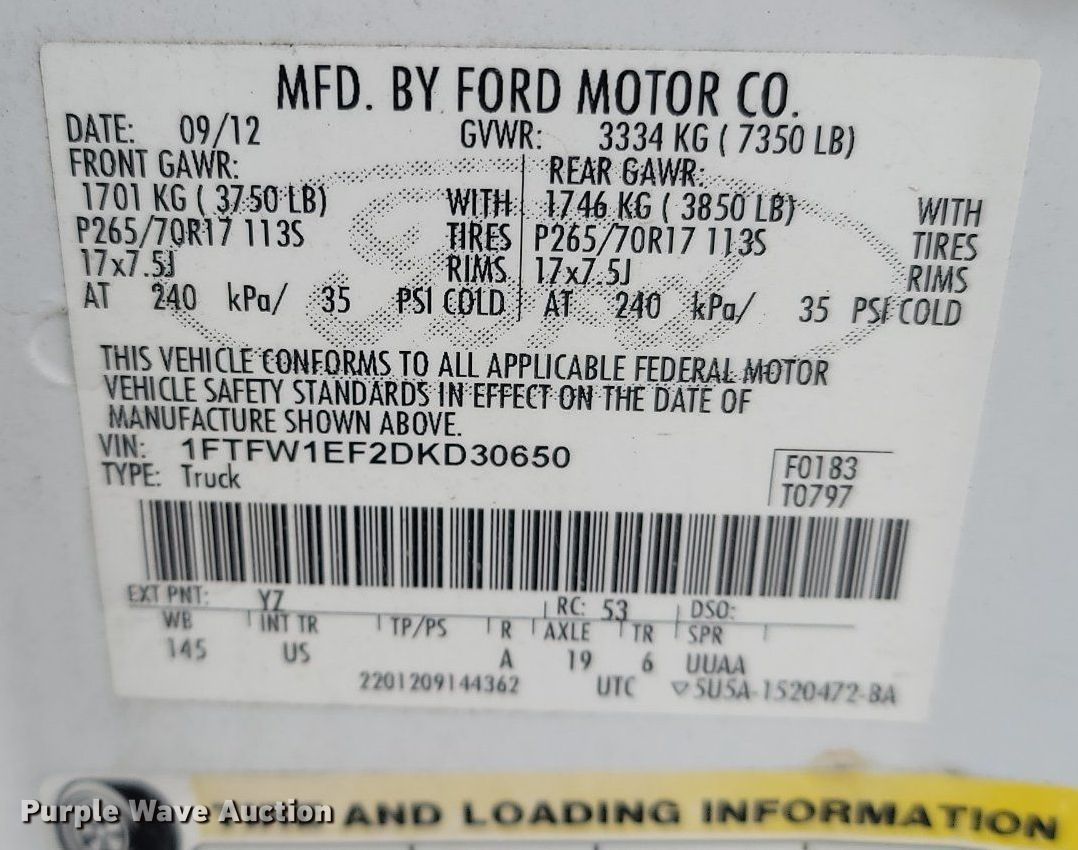 MFD. BY FORD MOTOR CO.
DATE: 09/12 GVWR: 3334 KG ( 7350 LB)
FRONT GAWR: REAR GAWR:
1701 KG ( 3750 LB) WITH 1746 KG ( 3850 LB) WITH
P265/70R17 113S TIRES P265/70R17 113S TIRES
17x7.5J RIMS 17x7.5J RIMS
AT 240 kPa/ 35 PSI COLD AT 240 kPa/ 35 PSI COLD
THIS VEHICLE CONFORMS TO ALL APPLICABLE FEDERAL MOTOR
VEHICLE SAFETY STANDARDS IN EFFECT ON THE DATE OF
MANUFACTURE SHOWN ABOVE.
VIN: 1FTFW1EF2DKD30650
TYPE: Truck
F0183
T0797
EXT PNT: YZ RC: 53 DSO:
WB INT TR TP/PS R AXLE TR SPR
145 US A 19 6 UUAA
2201209144362 UTC ▽5U5A-1520472-BA
AND LOADING INFORMATION
Purple Wave Auction